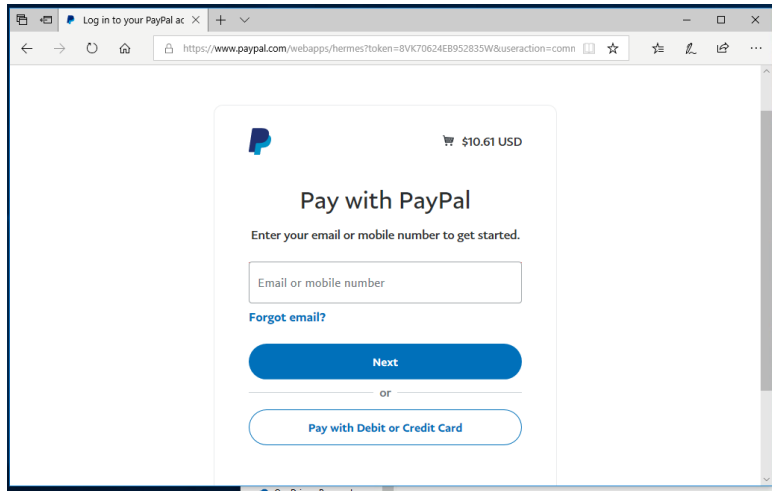 Log in to your PayPal ac
https://www.paypal.com/webapps/hermes?token=8VK70624EB952835W&useraction=comm
$10.61 USD
Pay with PayPal
Enter your email or mobile number to get started.
Email or mobile number
Forgot email?
Next
or
Pay with Debit or Credit Card